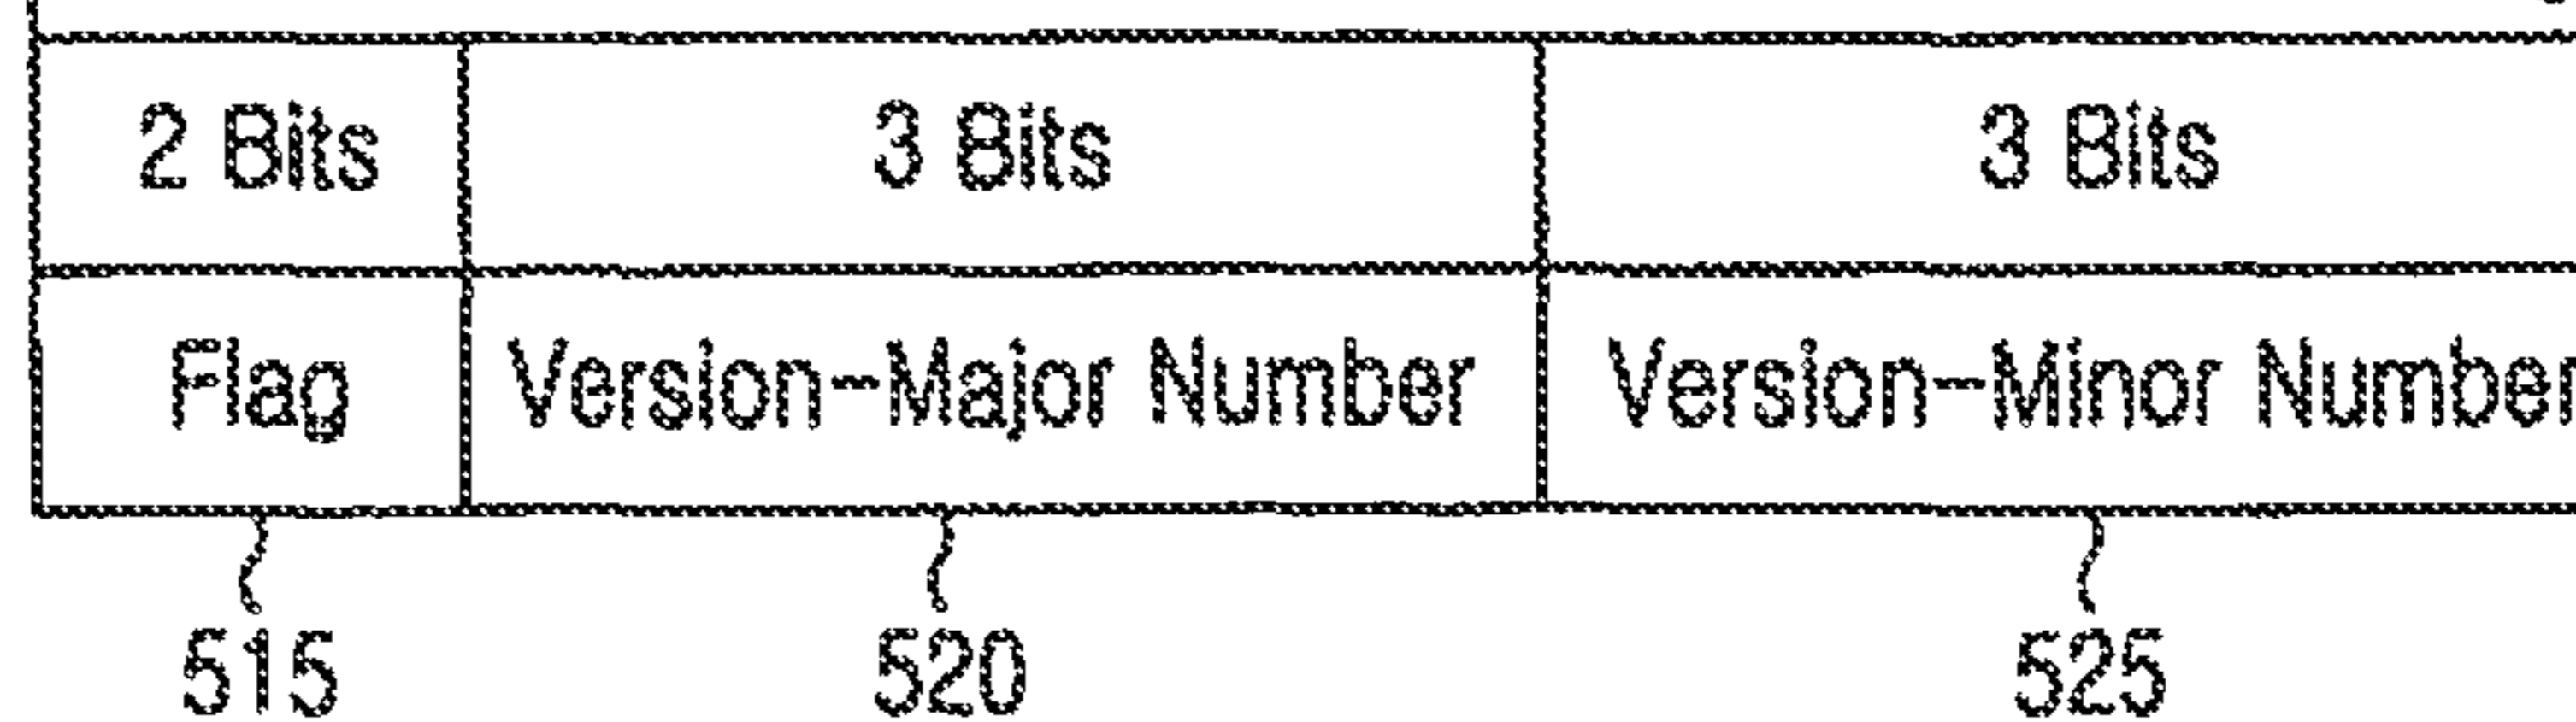 2 Bits 3 Bits 3 Bits
Flag Version-Major Number Version-Minor Number
515 520 525